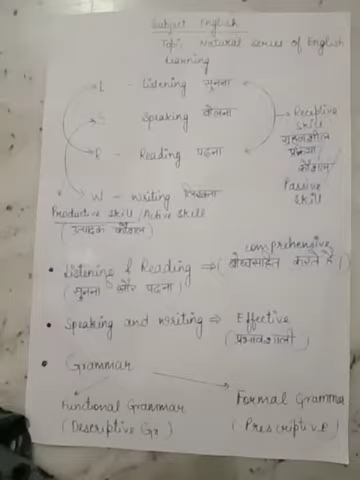 Subject English
Topi: Natural series of English
Learning
L - Listening सुनना
S Speaking बोलना
R - Reading पढ़ना
W - Writing लिखना
Receptive
Skill
कौशल
Passive
Skill
Productive Skill / Active Skill
(उत्पादक कौशल)
comprehensive
• Listening & Reading ⇒ करते है)
(सुनना और पढ़ना)
• Speaking and writing ⇒ Effective
(प्रभावशाली)
• Grammar
Functional Grammar
(Descriptive Gr)
Formal Grammar
(Prescriptive)